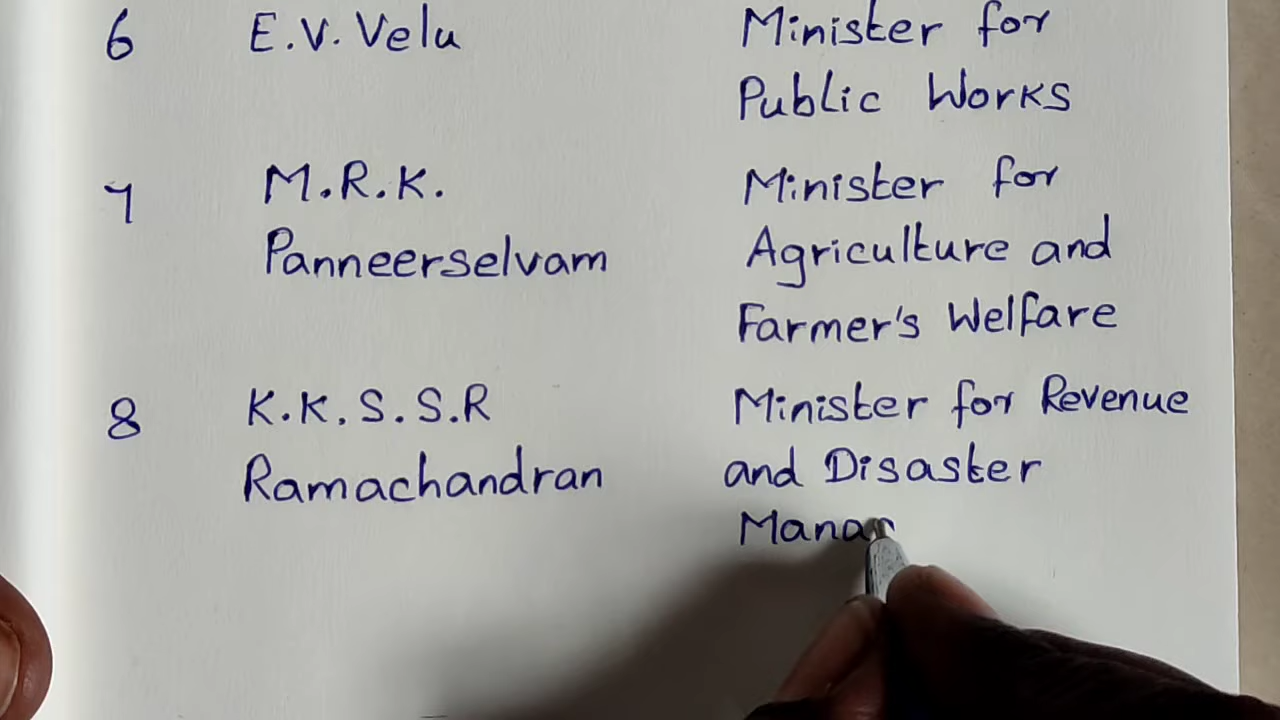 6 E.V. Velu Minister for
Public Works
7 M.R.K. Minister for
Panneerselvam Agriculture and
Farmer's Welfare
8 K.K.S.S.R Minister for Revenue
Ramachandran and Disaster